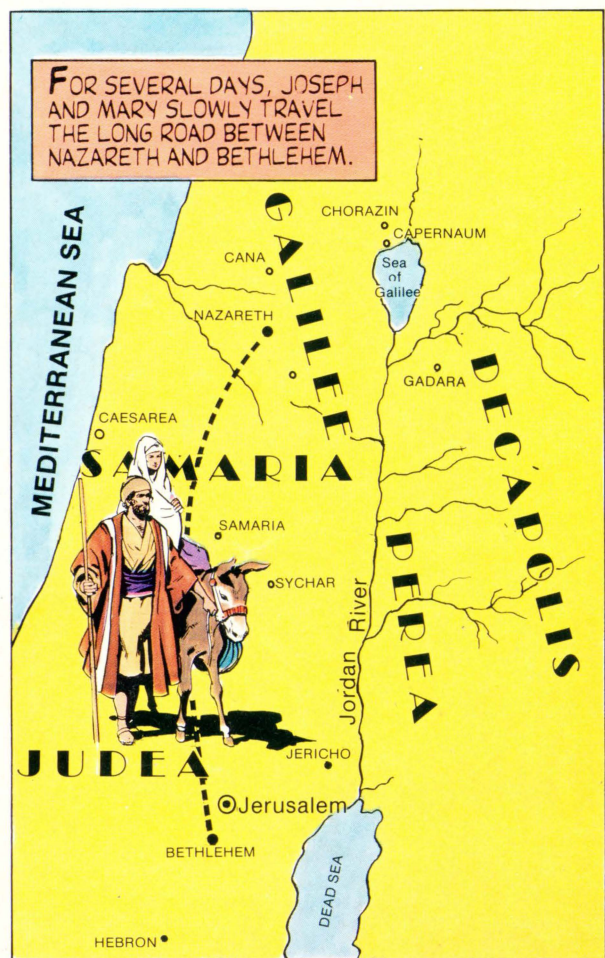 FOR SEVERAL DAYS, JOSEPH
AND MARY SLOWLY TRAVEL
THE LONG ROAD BETWEEN
NAZARETH AND BETHLEHEM.
MEDITERRANEAN SEA
GALILEE
CHORAZIN
CAPERNAUM
CANA
Sea
of
Galilee
NAZARETH
GADARA
DECAPOLIS
CAESAREA
SAMARIA
SAMARIA
SYCHAR
PEREA
Jordan River
JUDEA
JERICHO
Jerusalem
BETHLEHEM
DEAD SEA
HEBRON